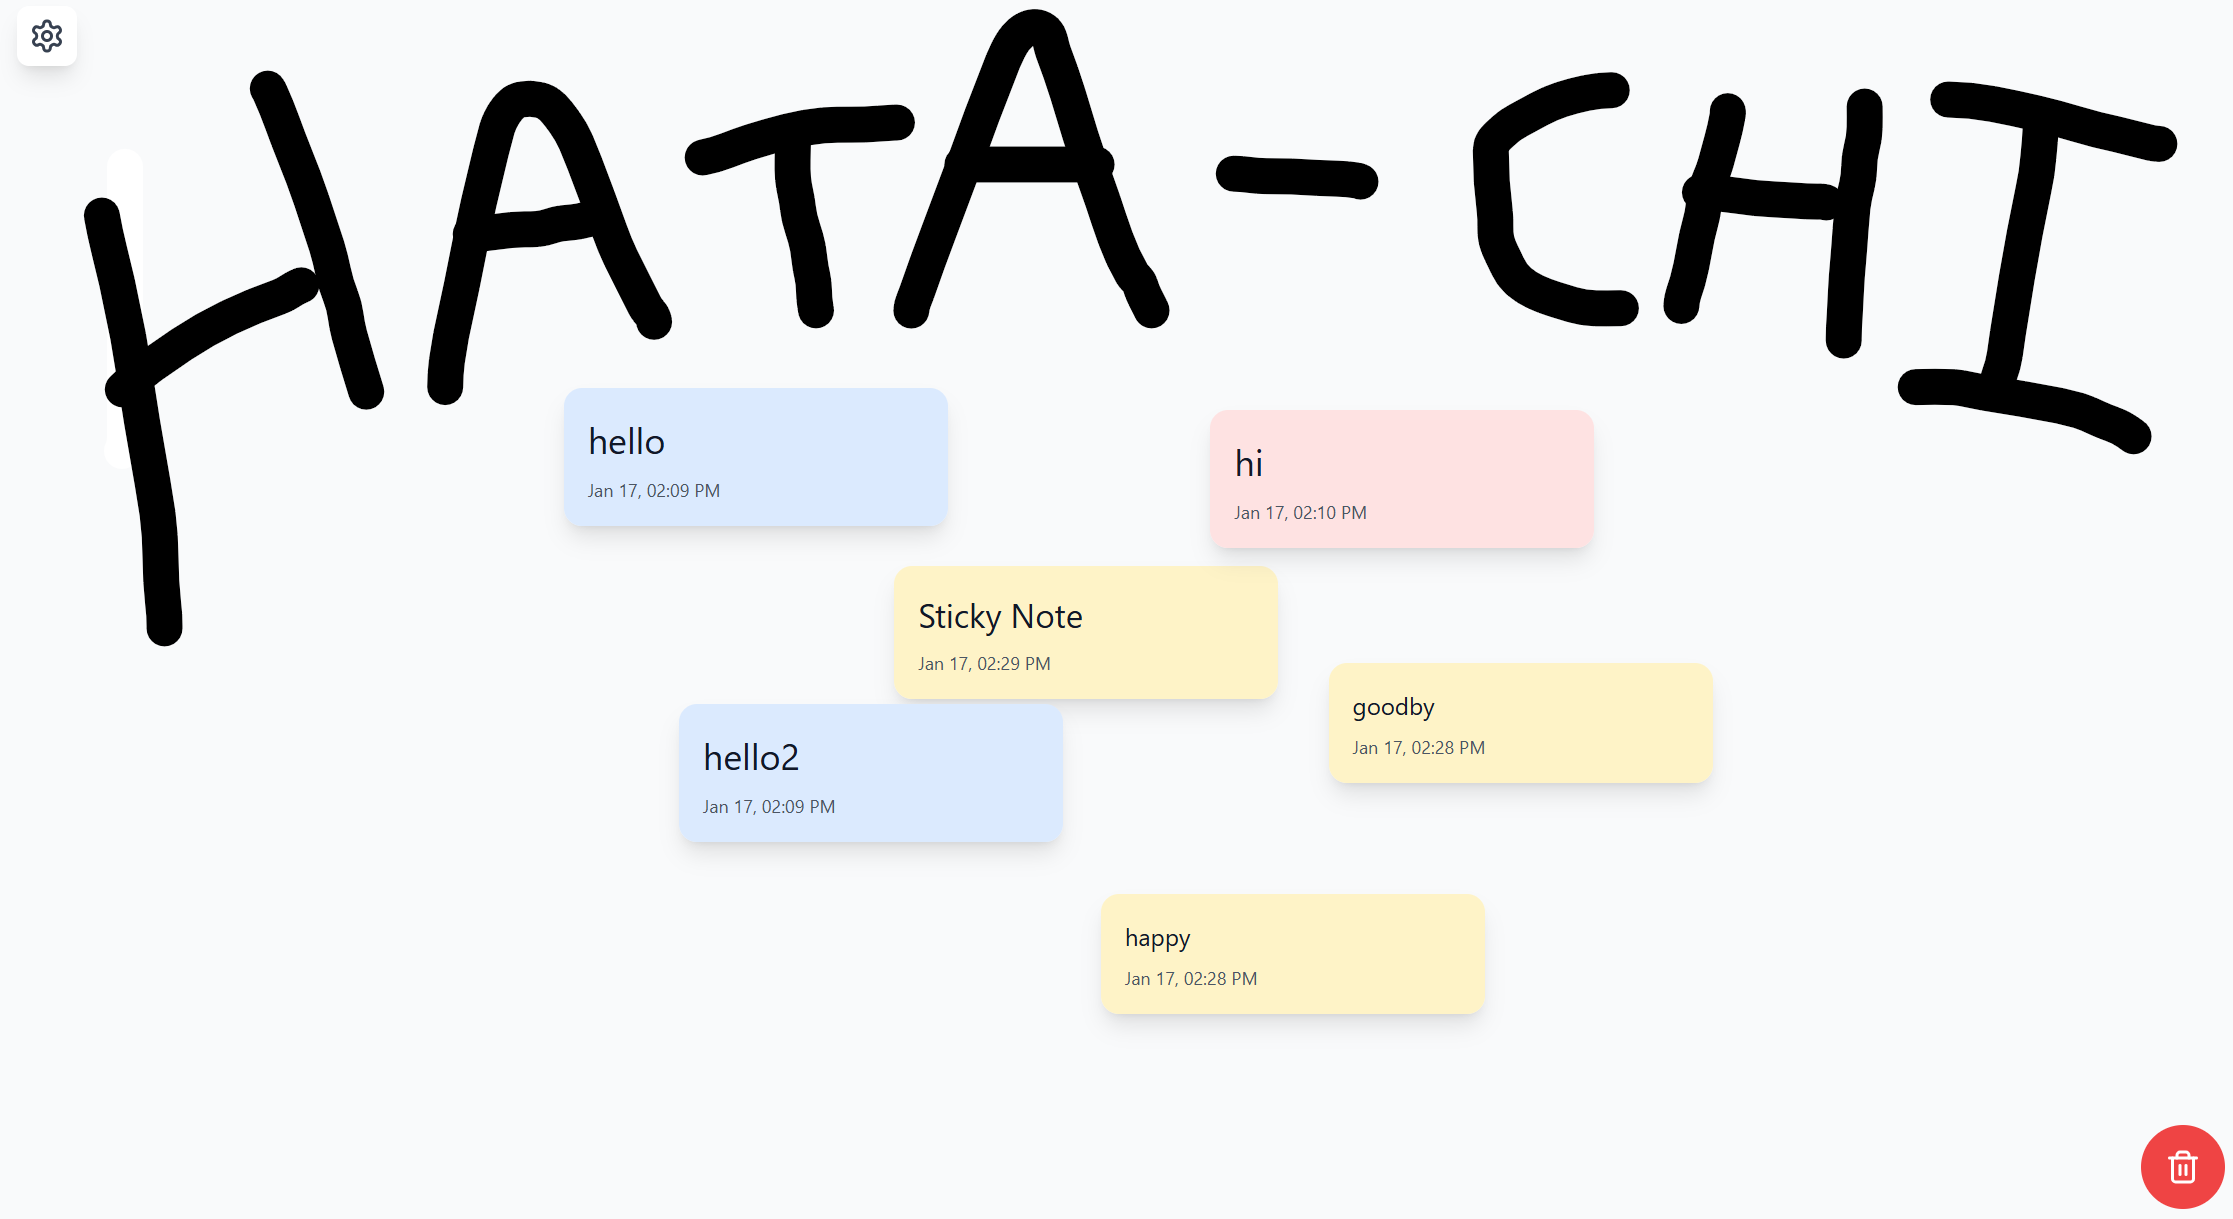 HATA-CHI
hello
Jan 17, 02:09 PM
hi
Jan 17, 02:10 PM
Sticky Note
Jan 17, 02:29 PM
goodby
Jan 17, 02:28 PM
hello2
Jan 17, 02:09 PM
happy
Jan 17, 02:28 PM